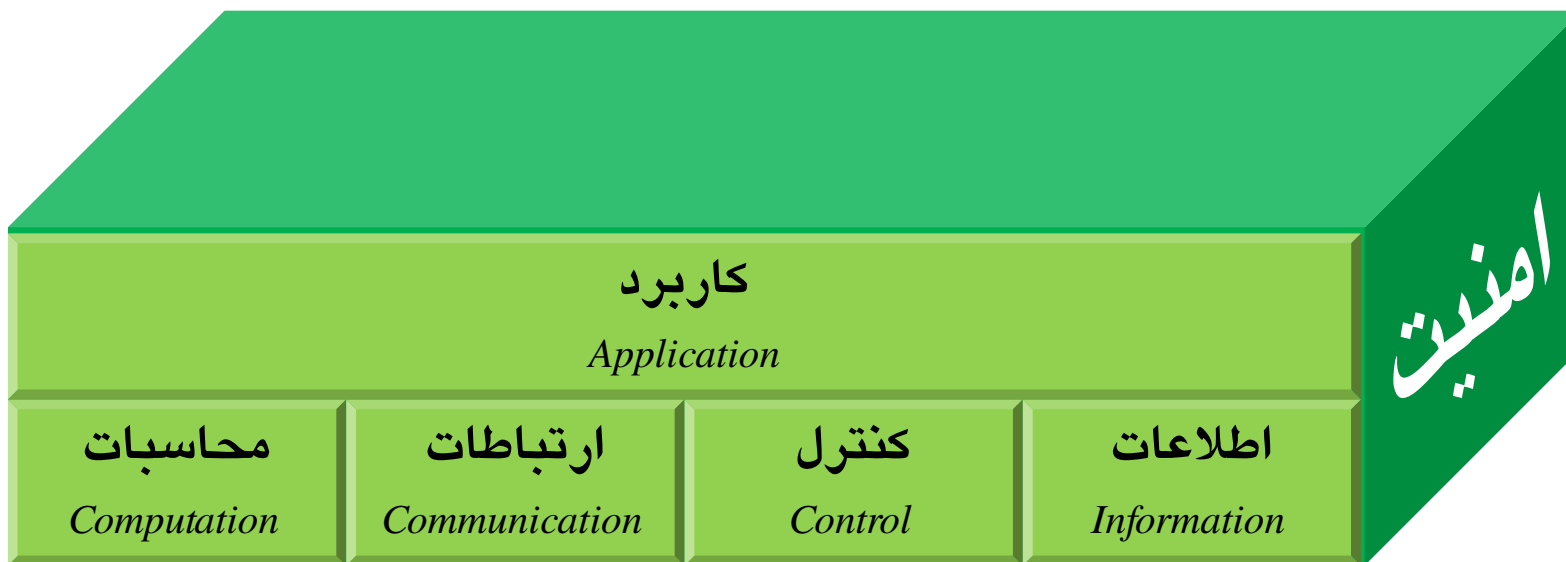 کاربرد
Application
محاسبات
Computation
ارتباطات
Communication
کنترل
Control
اطلاعات
Information
امنیت